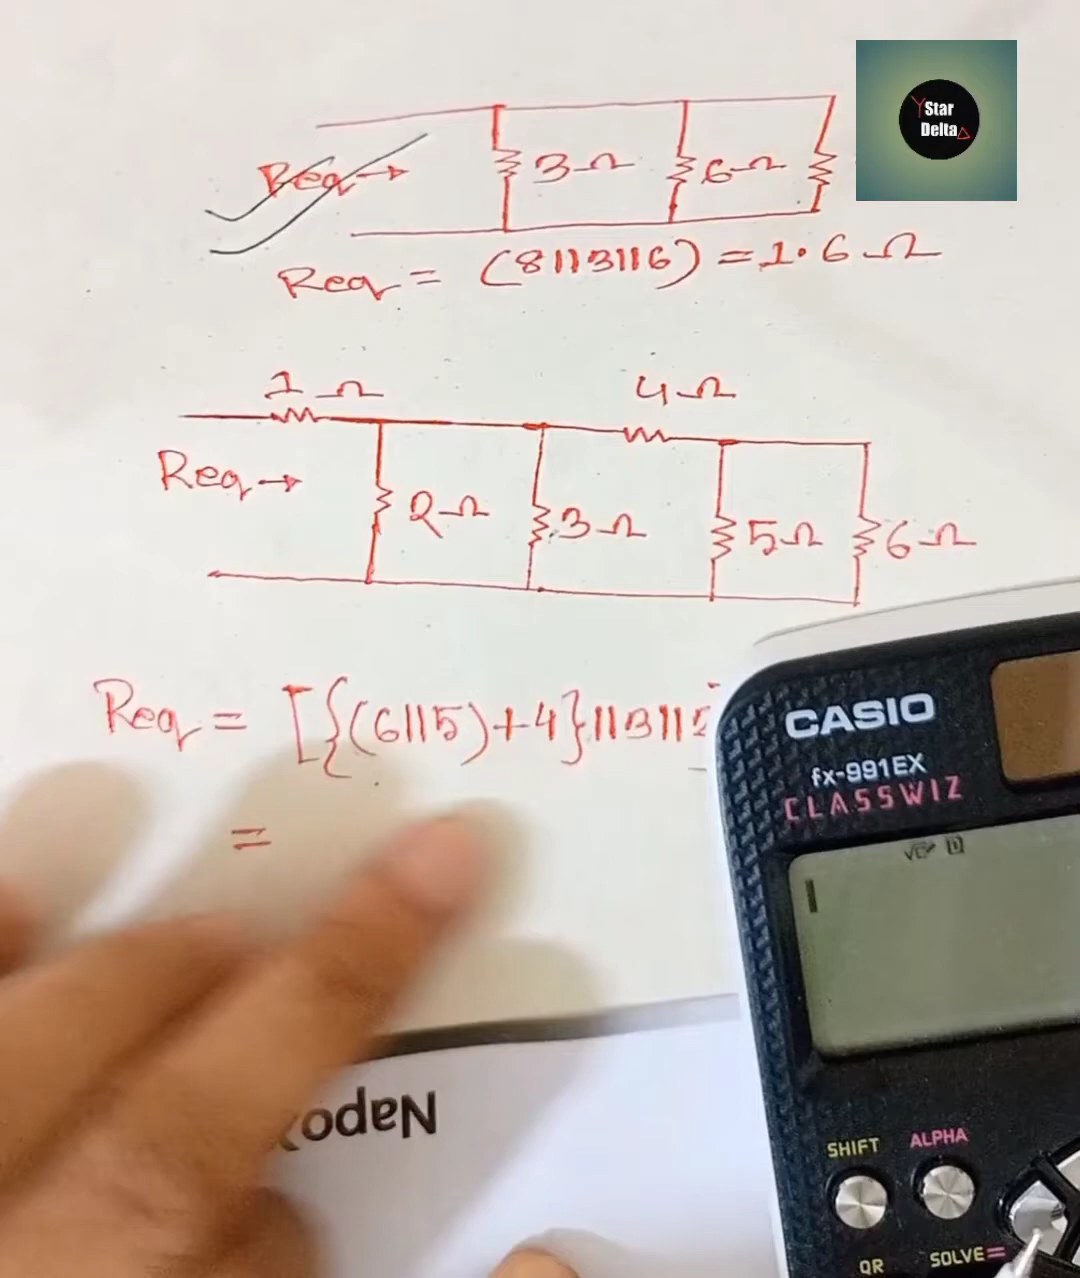 Star
Delta
Req → 3Ω 6Ω
Req = (8||3||6) = 1.6Ω
1Ω 4Ω
Req → 2Ω 3Ω 5Ω 6Ω
Req = [{(6||5)+4}||3||
=
CASIO
fx-991EX
CLASSWIZ
√ D
SHIFT ALPHA
QR SOLVE =